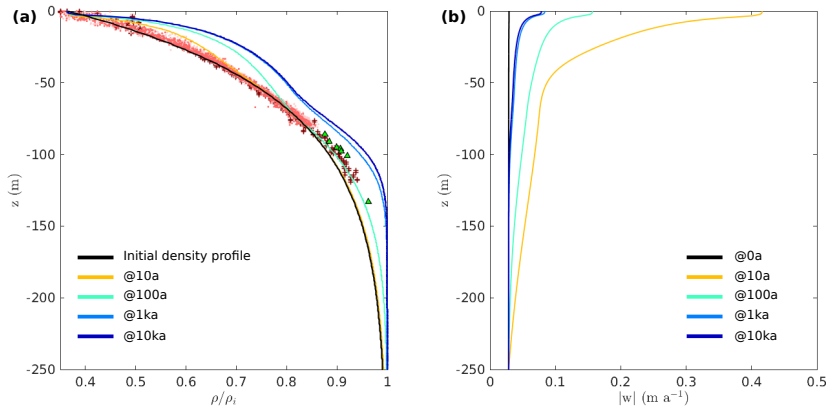 (a)
z (m)
0
-50
-100
-150
-200
-250
0.4 0.5 0.6 0.7 0.8 0.9 1
ρ/ρᵢ
Initial density profile
@10a
@100a
@1ka
@10ka
(b)
z (m)
0
-50
-100
-150
-200
-250
0 0.1 0.2 0.3 0.4 0.5
|w| (m a⁻¹)
@0a
@10a
@100a
@1ka
@10ka